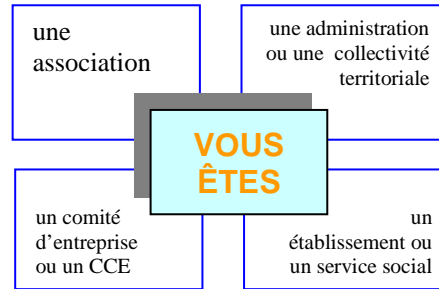 une
association
une administration
ou une collectivité
territoriale
VOUS
ÊTES
un comité
d'entreprise
ou un CCE
un
établissement ou
un service social